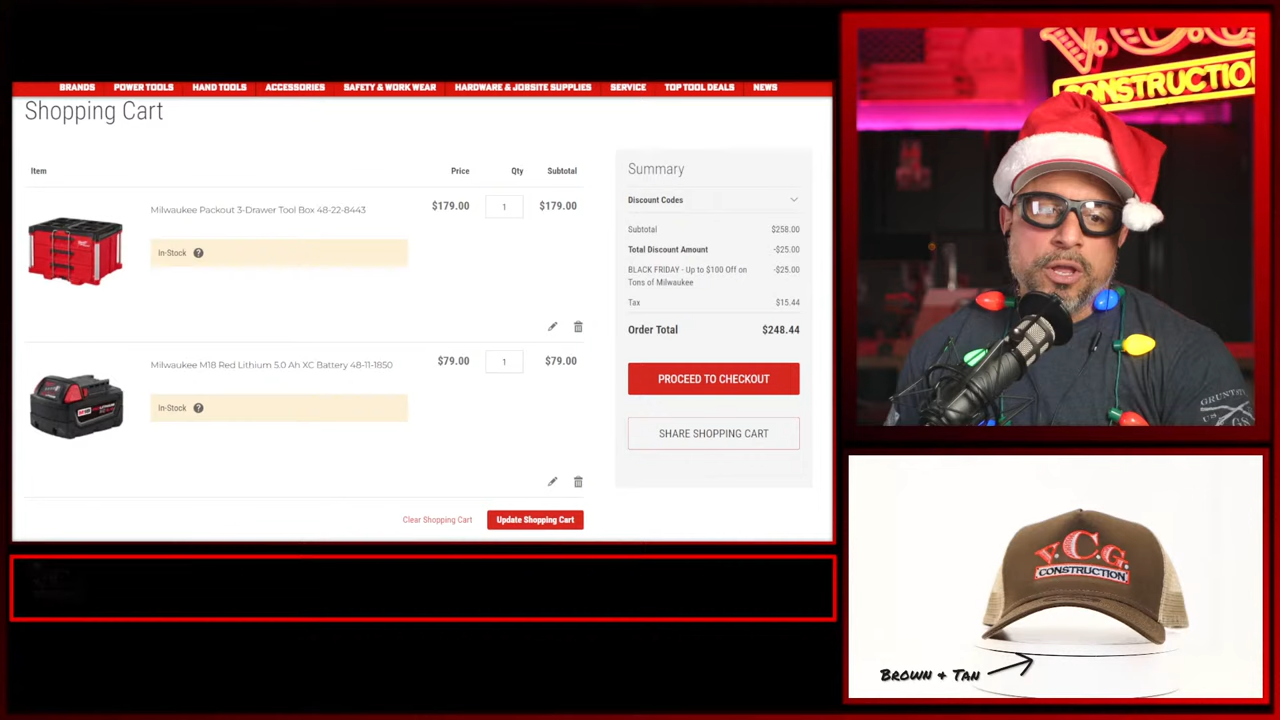 BRANDS POWER TOOLS HAND TOOLS ACCESSORIES SAFETY & WORK WEAR HARDWARE & JOBSITE SUPPLIES SERVICE TOP TOOL DEALS NEWS
Shopping Cart
Item Price Qty Subtotal
Milwaukee Packout 3-Drawer Tool Box 48-22-8443 $179.00 1 $179.00
In-Stock ?
Milwaukee M18 Red Lithium 5.0 Ah XC Battery 48-11-1850 $79.00 1 $79.00
In-Stock ?
Clear Shopping Cart Update Shopping Cart
Summary
Discount Codes
Subtotal $258.00
Total Discount Amount -$25.00
BLACK FRIDAY - Up to $100 Off on -$25.00
Tons of Milwaukee
Tax $15.44
Order Total $248.44
PROCEED TO CHECKOUT
SHARE SHOPPING CART
V.C.G.
CONSTRUCTIO
GRUNT
US GS
V.C.G.
CONSTRUCTION
BROWN & TAN